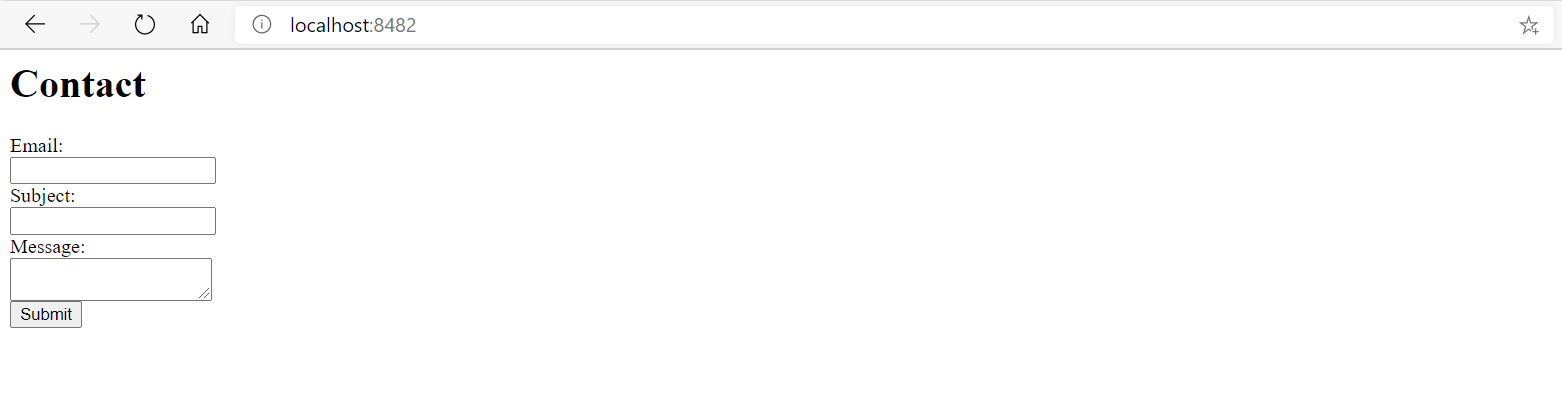 localhost:8482
Contact
Email:
Subject:
Message:
Submit